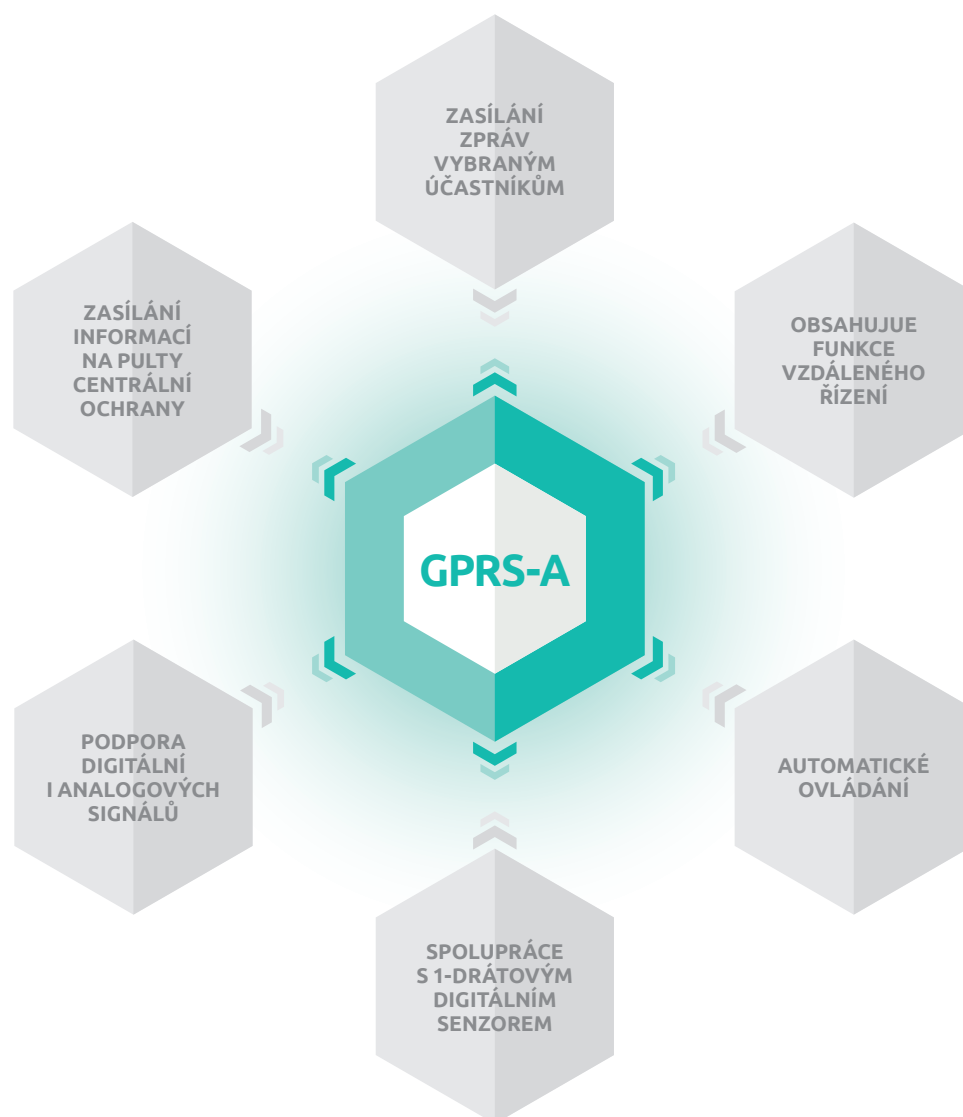 ZASÍLÁNÍ
ZPRÁV
VYBRANÝM
ÚČASTNÍKŮM
ZASÍLÁNÍ
INFORMACÍ
NA PULTY
CENTRÁLNÍ
OCHRANY
OBSAHUJUE
FUNKCE
VZDÁLENÉHO
ŘÍZENÍ
GPRS-A
PODPORA
DIGITÁLNÍ
I ANALOGOVÝCH
SIGNÁLŮ
AUTOMATICKÉ
OVLÁDÁNÍ
SPOLUPRÁCE
S 1-DRÁTOVÝM
DIGITÁLNÍM
SENZOREM